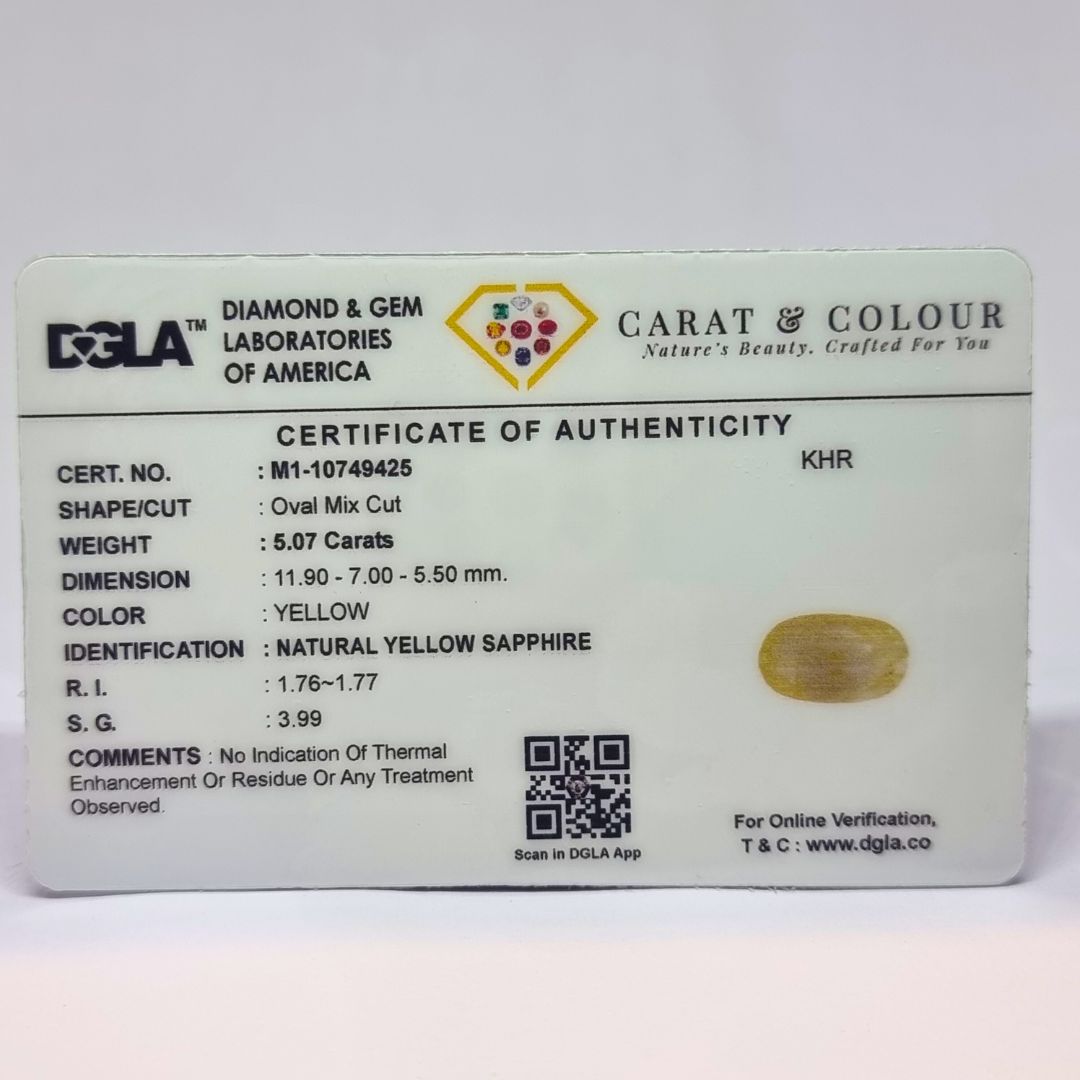 DGLA™
DIAMOND & GEM
LABORATORIES
OF AMERICA
CARAT & COLOUR
Nature's Beauty. Crafted For You
CERTIFICATE OF AUTHENTICITY
KHR
CERT. NO. : M1-10749425
SHAPE/CUT : Oval Mix Cut
WEIGHT : 5.07 Carats
DIMENSION : 11.90 - 7.00 - 5.50 mm.
COLOR : YELLOW
IDENTIFICATION : NATURAL YELLOW SAPPHIRE
R. I. : 1.76~1.77
S. G. : 3.99
COMMENTS : No Indication Of Thermal
Enhancement Or Residue Or Any Treatment
Observed.
Scan in DGLA App
For Online Verification,
T & C : www.dgla.co